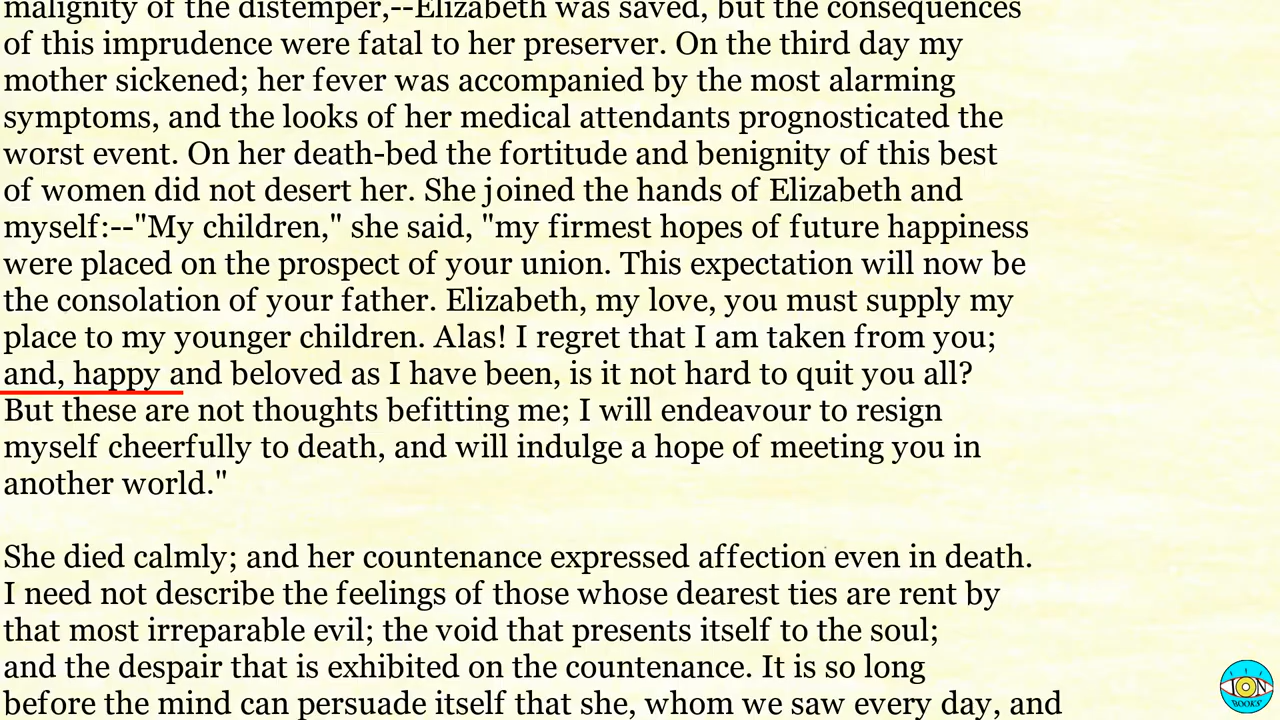 malignity of the distemper,--Elizabeth was saved, but the consequences
of this imprudence were fatal to her preserver. On the third day my
mother sickened; her fever was accompanied by the most alarming
symptoms, and the looks of her medical attendants prognosticated the
worst event. On her death-bed the fortitude and benignity of this best
of women did not desert her. She joined the hands of Elizabeth and
myself:--"My children," she said, "my firmest hopes of future happiness
were placed on the prospect of your union. This expectation will now be
the consolation of your father. Elizabeth, my love, you must supply my
place to my younger children. Alas! I regret that I am taken from you;
and, happy and beloved as I have been, is it not hard to quit you all?
But these are not thoughts befitting me; I will endeavour to resign
myself cheerfully to death, and will indulge a hope of meeting you in
another world."
She died calmly; and her countenance expressed affection even in death.
I need not describe the feelings of those whose dearest ties are rent by
that most irreparable evil; the void that presents itself to the soul;
and the despair that is exhibited on the countenance. It is so long
before the mind can persuade itself that she, whom we saw every day, and
ION
BOOKS